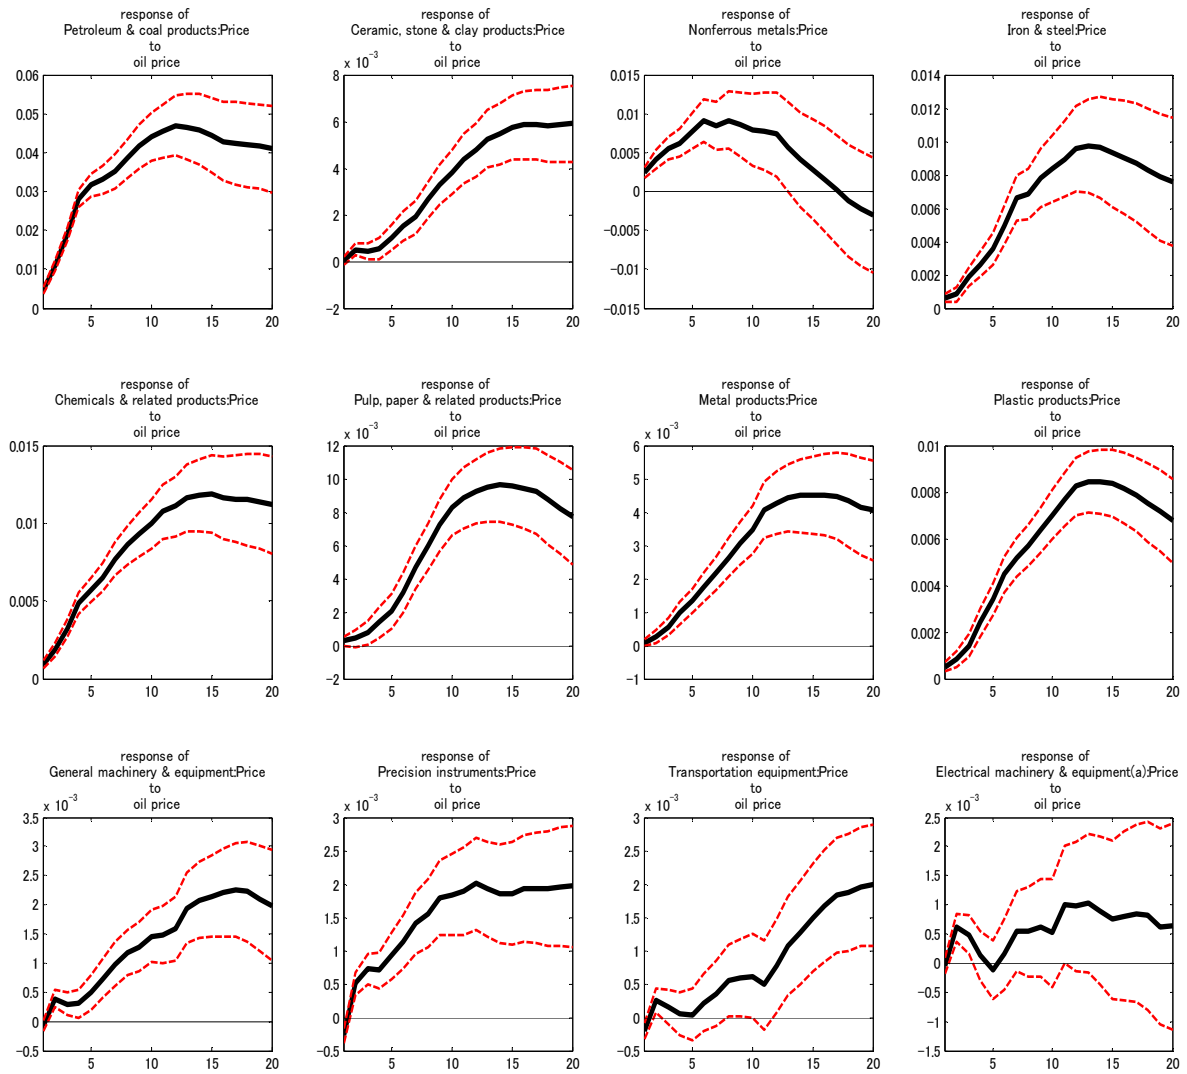 response of
Petroleum & coal products:Price
to
oil price
0.06
0.05
0.04
0.03
0.02
0.01
0
5 10 15 20
response of
Ceramic, stone & clay products:Price
to
oil price
x 10⁻³
8
6
4
2
0
−2
5 10 15 20
response of
Nonferrous metals:Price
to
oil price
0.015
0.01
0.005
0
−0.005
−0.01
−0.015
5 10 15 20
response of
Iron & steel:Price
to
oil price
0.014
0.012
0.01
0.008
0.006
0.004
0.002
0
5 10 15 20
response of
Chemicals & related products:Price
to
oil price
0.015
0.01
0.005
0
5 10 15 20
response of
Pulp, paper & related products:Price
to
oil price
x 10⁻³
12
10
8
6
4
2
0
−2
5 10 15 20
response of
Metal products:Price
to
oil price
x 10⁻³
6
5
4
3
2
1
0
−1
5 10 15 20
response of
Plastic products:Price
to
oil price
0.01
0.008
0.006
0.004
0.002
0
5 10 15 20
response of
General machinery & equipment:Price
to
oil price
x 10⁻³
3.5
3
2.5
2
1.5
1
0.5
0
−0.5
5 10 15 20
response of
Precision instruments:Price
to
oil price
x 10⁻³
3
2.5
2
1.5
1
0.5
0
−0.5
5 10 15 20
response of
Transportation equipment:Price
to
oil price
x 10⁻³
3
2.5
2
1.5
1
0.5
0
−0.5
5 10 15 20
response of
Electrical machinery & equipment(a):Price
to
oil price
x 10⁻³
2.5
2
1.5
1
0.5
0
−0.5
−1
−1.5
5 10 15 20